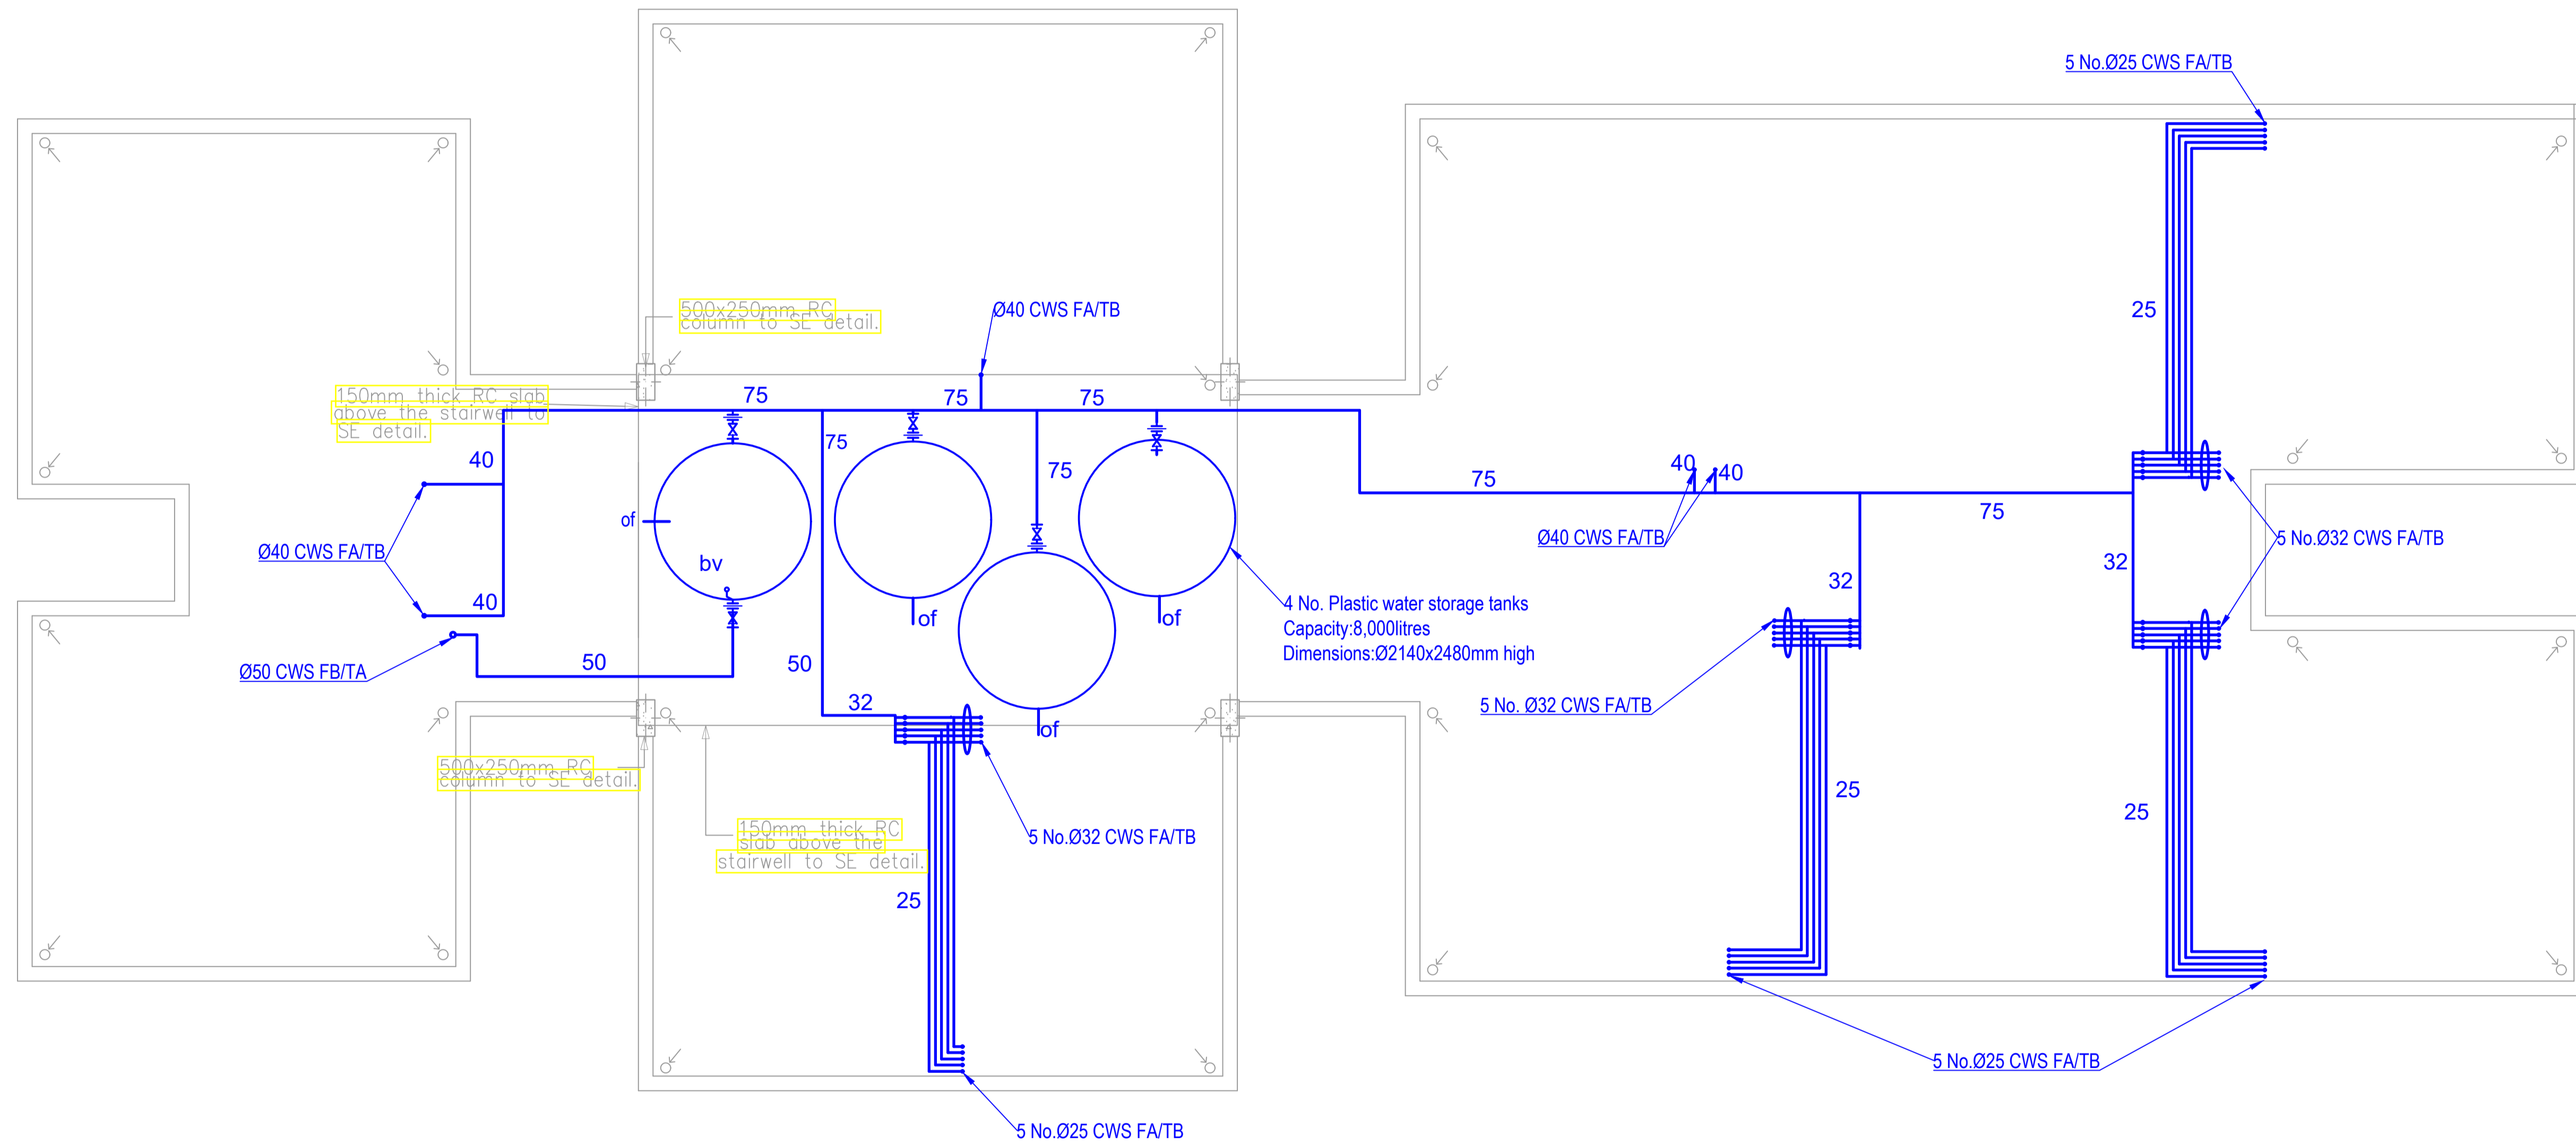 5 No.Ø25 CWS FA/TB
500x250mm RC
column to SE detail.
Ø40 CWS FA/TB
25
150mm thick RC slab
above the stairwell to
SE detail.
75
75
75
75
40
75
75
40
40
75
of
bv
Ø40 CWS FA/TB
Ø40 CWS FA/TB
5 No.Ø32 CWS FA/TB
32
32
40
4 No. Plastic water storage tanks
Capacity:8,000litres
Dimensions:Ø2140x2480mm high
of
of
50
50
Ø50 CWS FB/TA
32
5 No. Ø32 CWS FA/TB
of
500x250mm RC
column to SE detail.
25
25
150mm thick RC
slab above the
stairwell to SE detail.
5 No.Ø32 CWS FA/TB
25
5 No.Ø25 CWS FA/TB
5 No.Ø25 CWS FA/TB